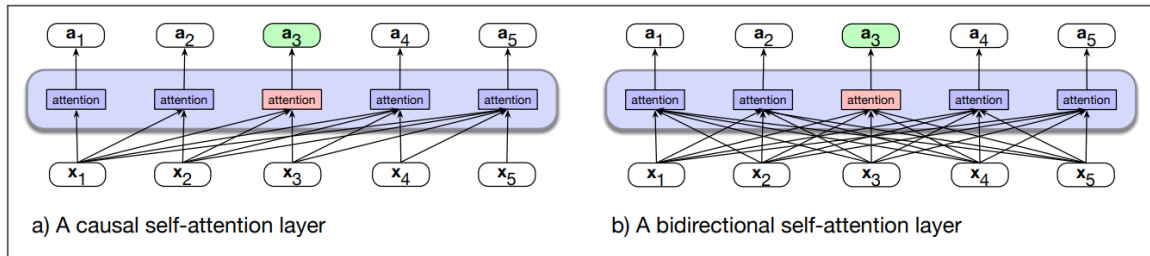 a1 a2 a3 a4 a5
attention attention attention attention attention
x1 x2 x3 x4 x5
a) A causal self-attention layer
a1 a2 a3 a4 a5
attention attention attention attention attention
x1 x2 x3 x4 x5
b) A bidirectional self-attention layer